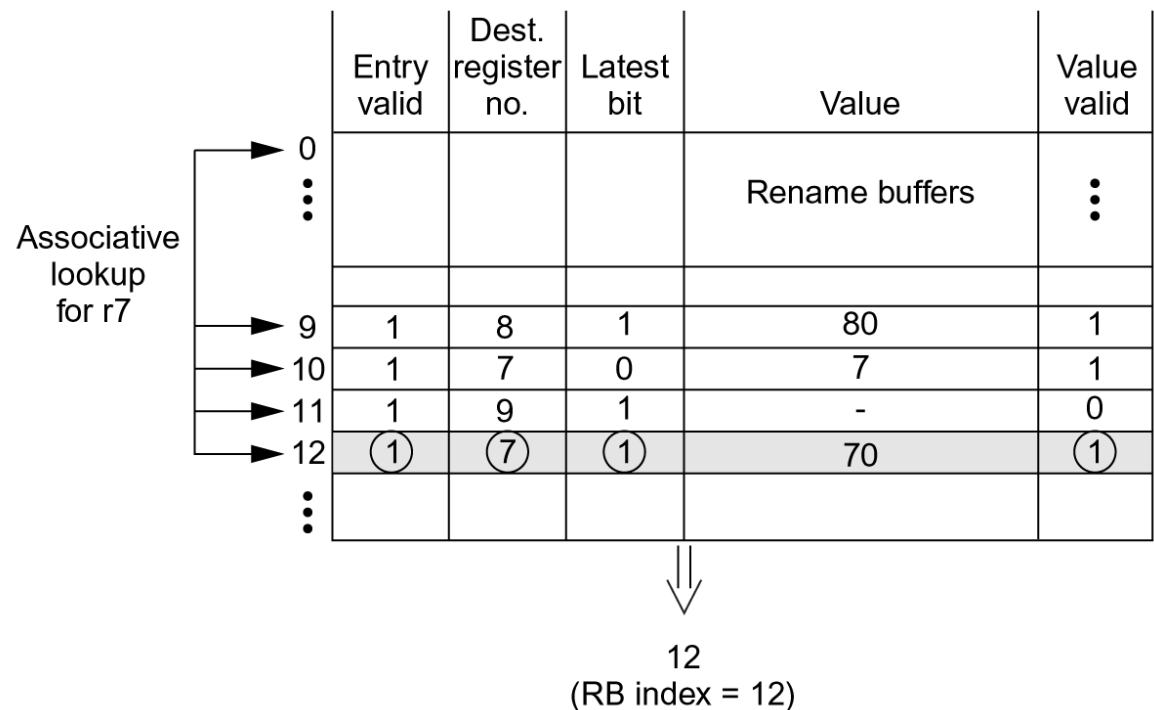 Entry
valid
Dest.
register
no.
Latest
bit
Value
Value
valid
0
Rename buffers
Associative
lookup
for r7
9 1 8 1 80 1
10 1 7 0 7 1
11 1 9 1 - 0
12 1 7 1 70 1
12
(RB index = 12)